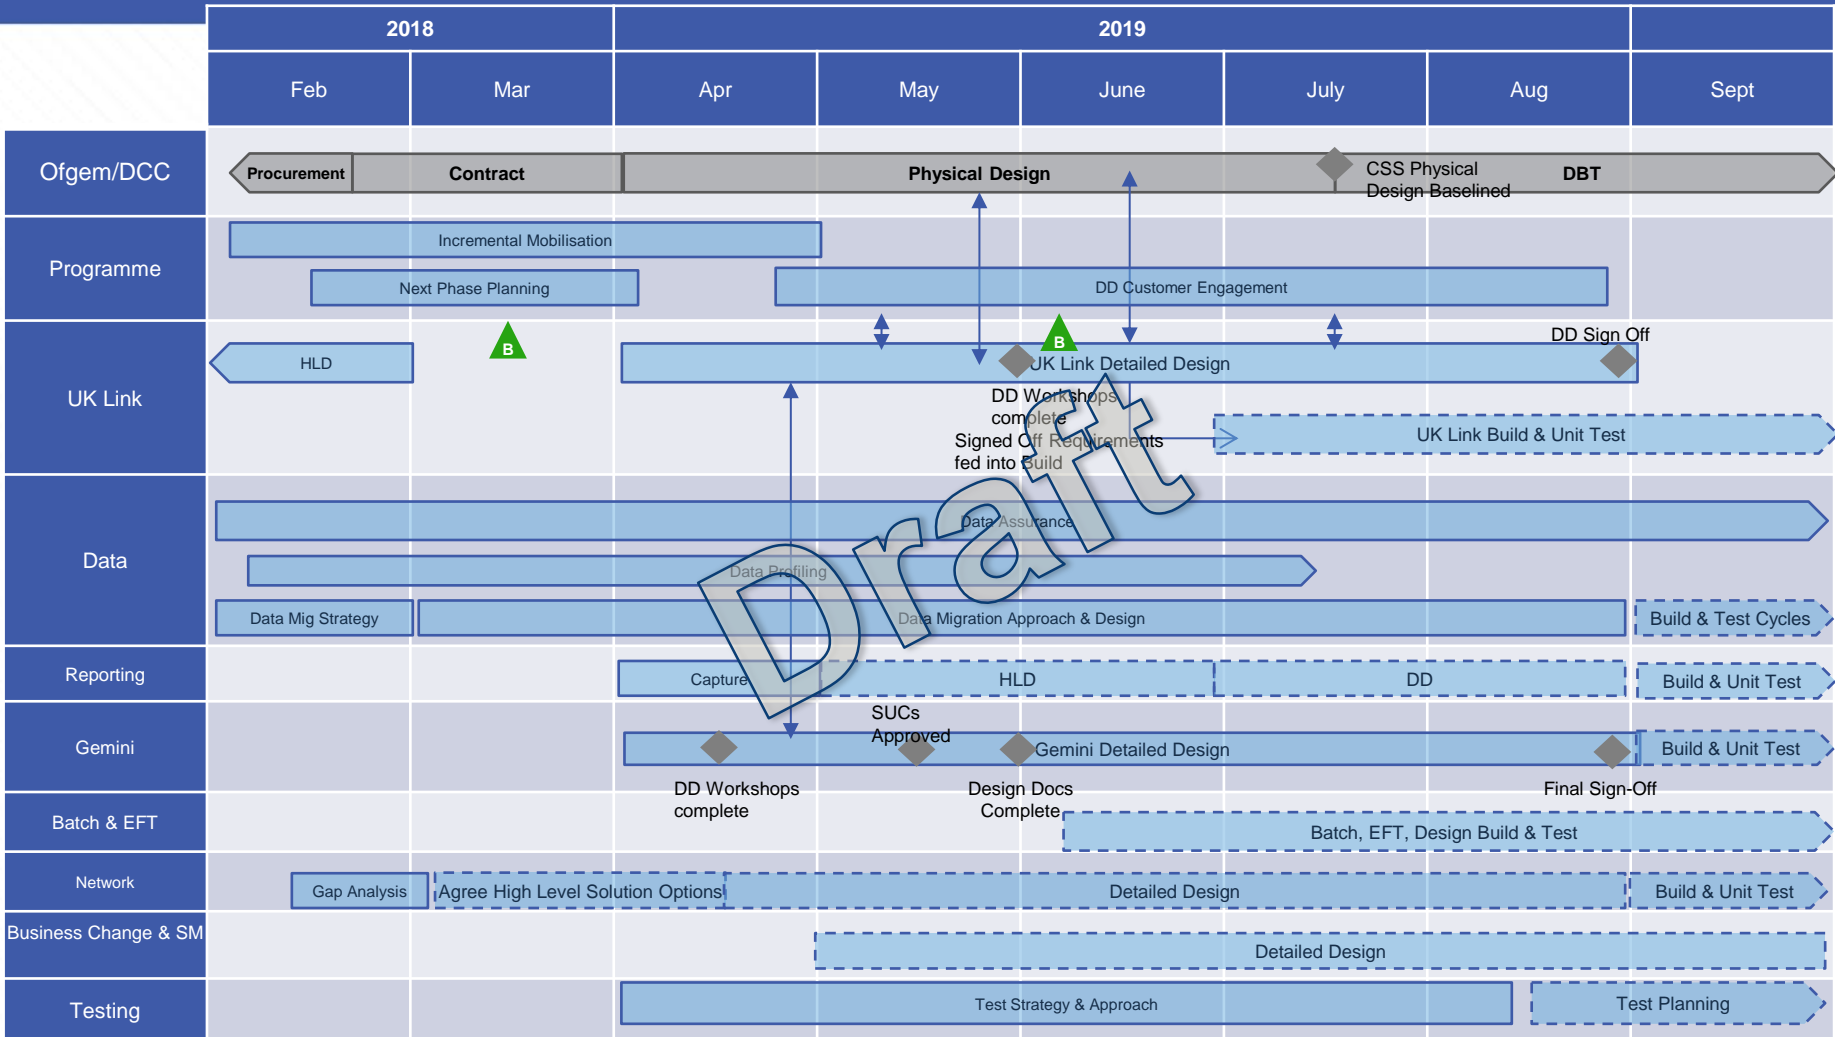 2018
2019
Feb
Mar
Apr
May
June
July
Aug
Sept
Ofgem/DCC
Procurement
Contract
Physical Design
CSS Physical
Design Baselined
DBT
Programme
Incremental Mobilisation
Next Phase Planning
DD Customer Engagement
UK Link
HLD
B
B
UK Link Detailed Design
DD Sign Off
DD Workshops
complete
Signed Off Requirements
fed into Build
UK Link Build & Unit Test
Data
Data Assurance
Data Profiling
Data Mig Strategy
Data Migration Approach & Design
Build & Test Cycles
Reporting
Capture
HLD
DD
Build & Unit Test
Gemini
SUCs
Approved
Gemini Detailed Design
Build & Unit Test
DD Workshops
complete
Design Docs
Complete
Final Sign-Off
Batch & EFT
Batch, EFT, Design Build & Test
Network
Gap Analysis
Agree High Level Solution Options
Detailed Design
Build & Unit Test
Business Change & SM
Detailed Design
Testing
Test Strategy & Approach
Test Planning
Draft